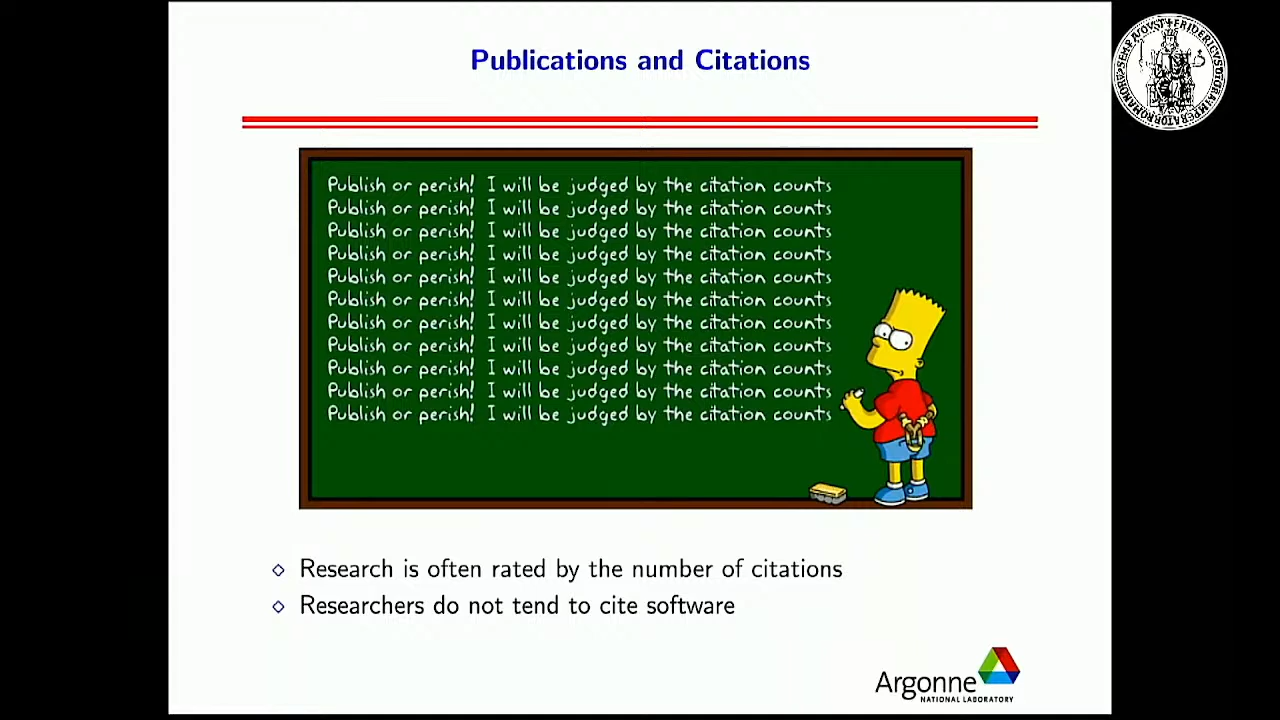 Publications and Citations
Publish or perish! I will be judged by the citation counts
Publish or perish! I will be judged by the citation counts
Publish or perish! I will be judged by the citation counts
Publish or perish! I will be judged by the citation counts
Publish or perish! I will be judged by the citation counts
Publish or perish! I will be judged by the citation counts
Publish or perish! I will be judged by the citation counts
Publish or perish! I will be judged by the citation counts
Publish or perish! I will be judged by the citation counts
Publish or perish! I will be judged by the citation counts
Publish or perish! I will be judged by the citation counts
Research is often rated by the number of citations
Researchers do not tend to cite software
Argonne
NATIONAL LABORATORY